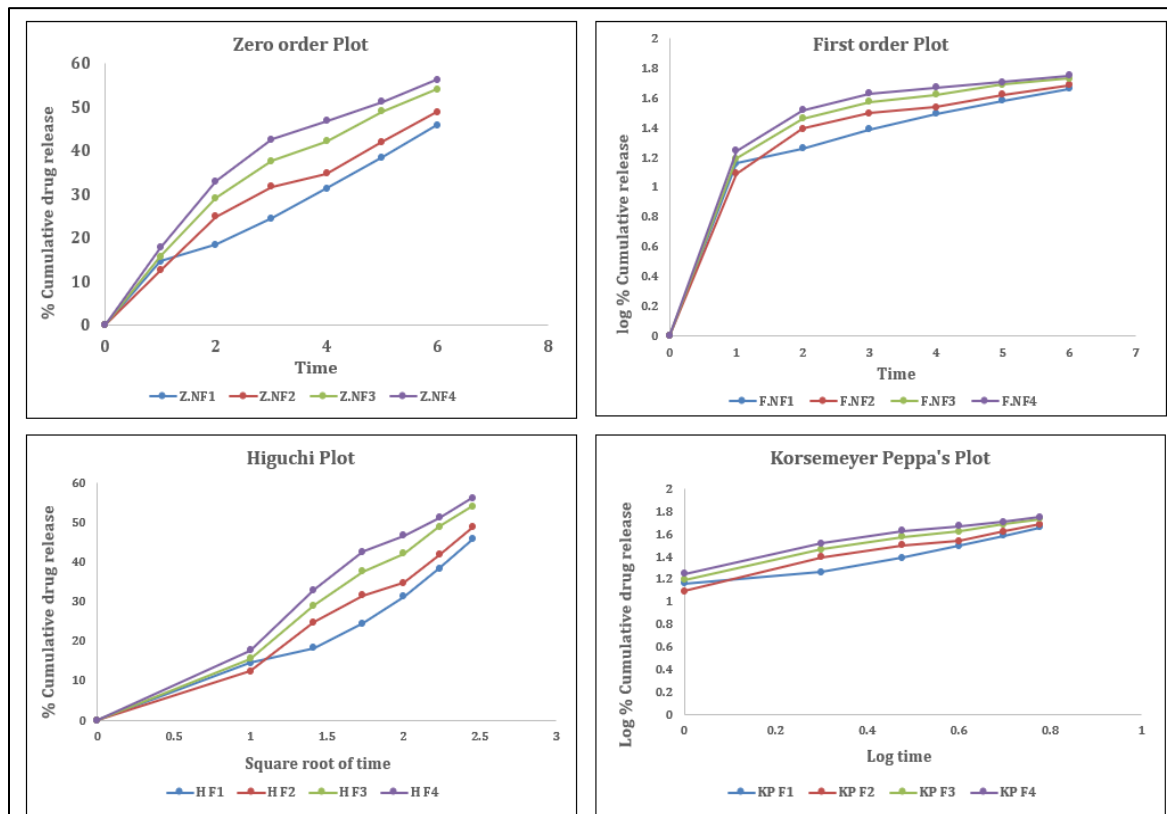 Zero order Plot
% Cumulative drug release
60
50
40
30
20
10
0
0 2 4 6 8
Time
Z.NF1 Z.NF2 Z.NF3 Z.NF4
First order Plot
log % Cumulative release
2
1.8
1.6
1.4
1.2
1
0.8
0.6
0.4
0.2
0
0 1 2 3 4 5 6 7
Time
F.NF1 F.NF2 F.NF3 F.NF4
Higuchi Plot
% Cumulative drug release
60
50
40
30
20
10
0
0 0.5 1 1.5 2 2.5 3
Square root of time
H F1 H F2 H F3 H F4
Korsemeyer Peppa's Plot
Log % Cumulative drug release
2
1.8
1.6
1.4
1.2
1
0.8
0.6
0.4
0.2
0
0 0.2 0.4 0.6 0.8 1
Log time
KP F1 KP F2 KP F3 KP F4